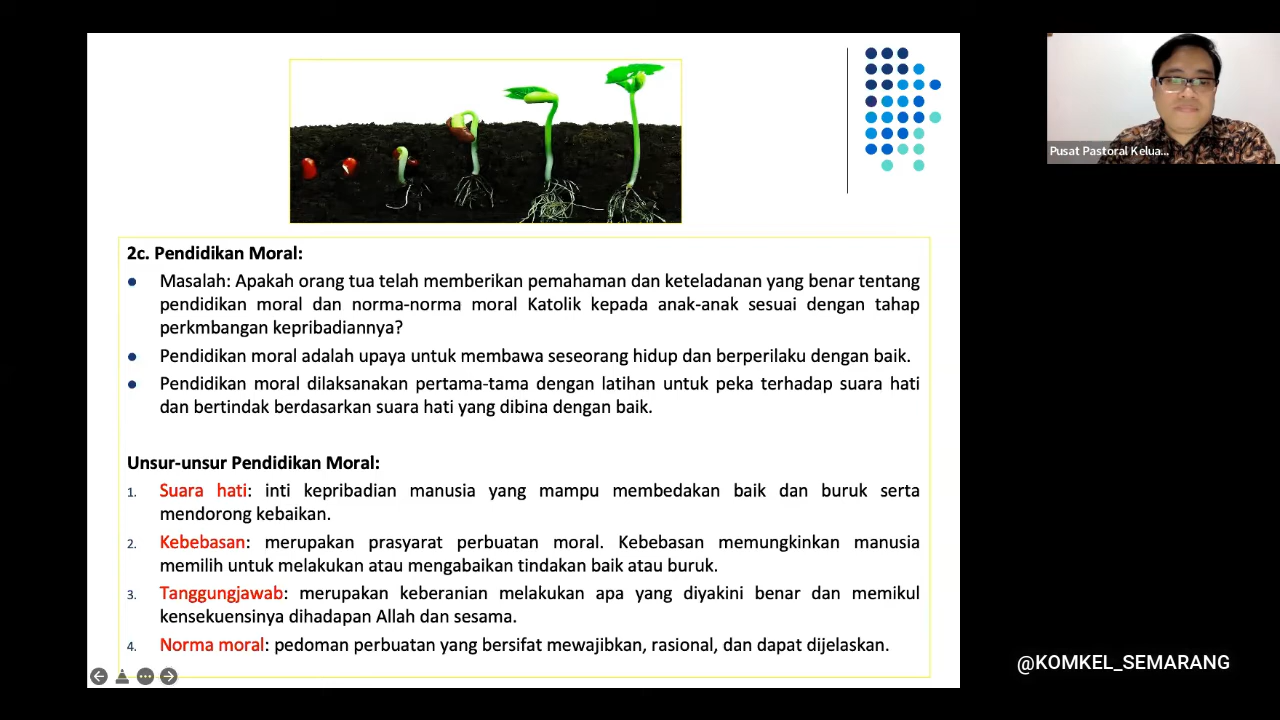 Pusat Pastoral Kelua...
2c. Pendidikan Moral:
Masalah: Apakah orang tua telah memberikan pemahaman dan keteladanan yang benar tentang
pendidikan moral dan norma-norma moral Katolik kepada anak-anak sesuai dengan tahap
perkmbangan kepribadiannya?
Pendidikan moral adalah upaya untuk membawa seseorang hidup dan berperilaku dengan baik.
Pendidikan moral dilaksanakan pertama-tama dengan latihan untuk peka terhadap suara hati
dan bertindak berdasarkan suara hati yang dibina dengan baik.
Unsur-unsur Pendidikan Moral:
1. Suara hati: inti kepribadian manusia yang mampu membedakan baik dan buruk serta
mendorong kebaikan.
2. Kebebasan: merupakan prasyarat perbuatan moral. Kebebasan memungkinkan manusia
memilih untuk melakukan atau mengabaikan tindakan baik atau buruk.
3. Tanggungjawab: merupakan keberanian melakukan apa yang diyakini benar dan memikul
kensekuensinya dihadapan Allah dan sesama.
4. Norma moral: pedoman perbuatan yang bersifat mewajibkan, rasional, dan dapat dijelaskan.
@KOMKEL_SEMARANG